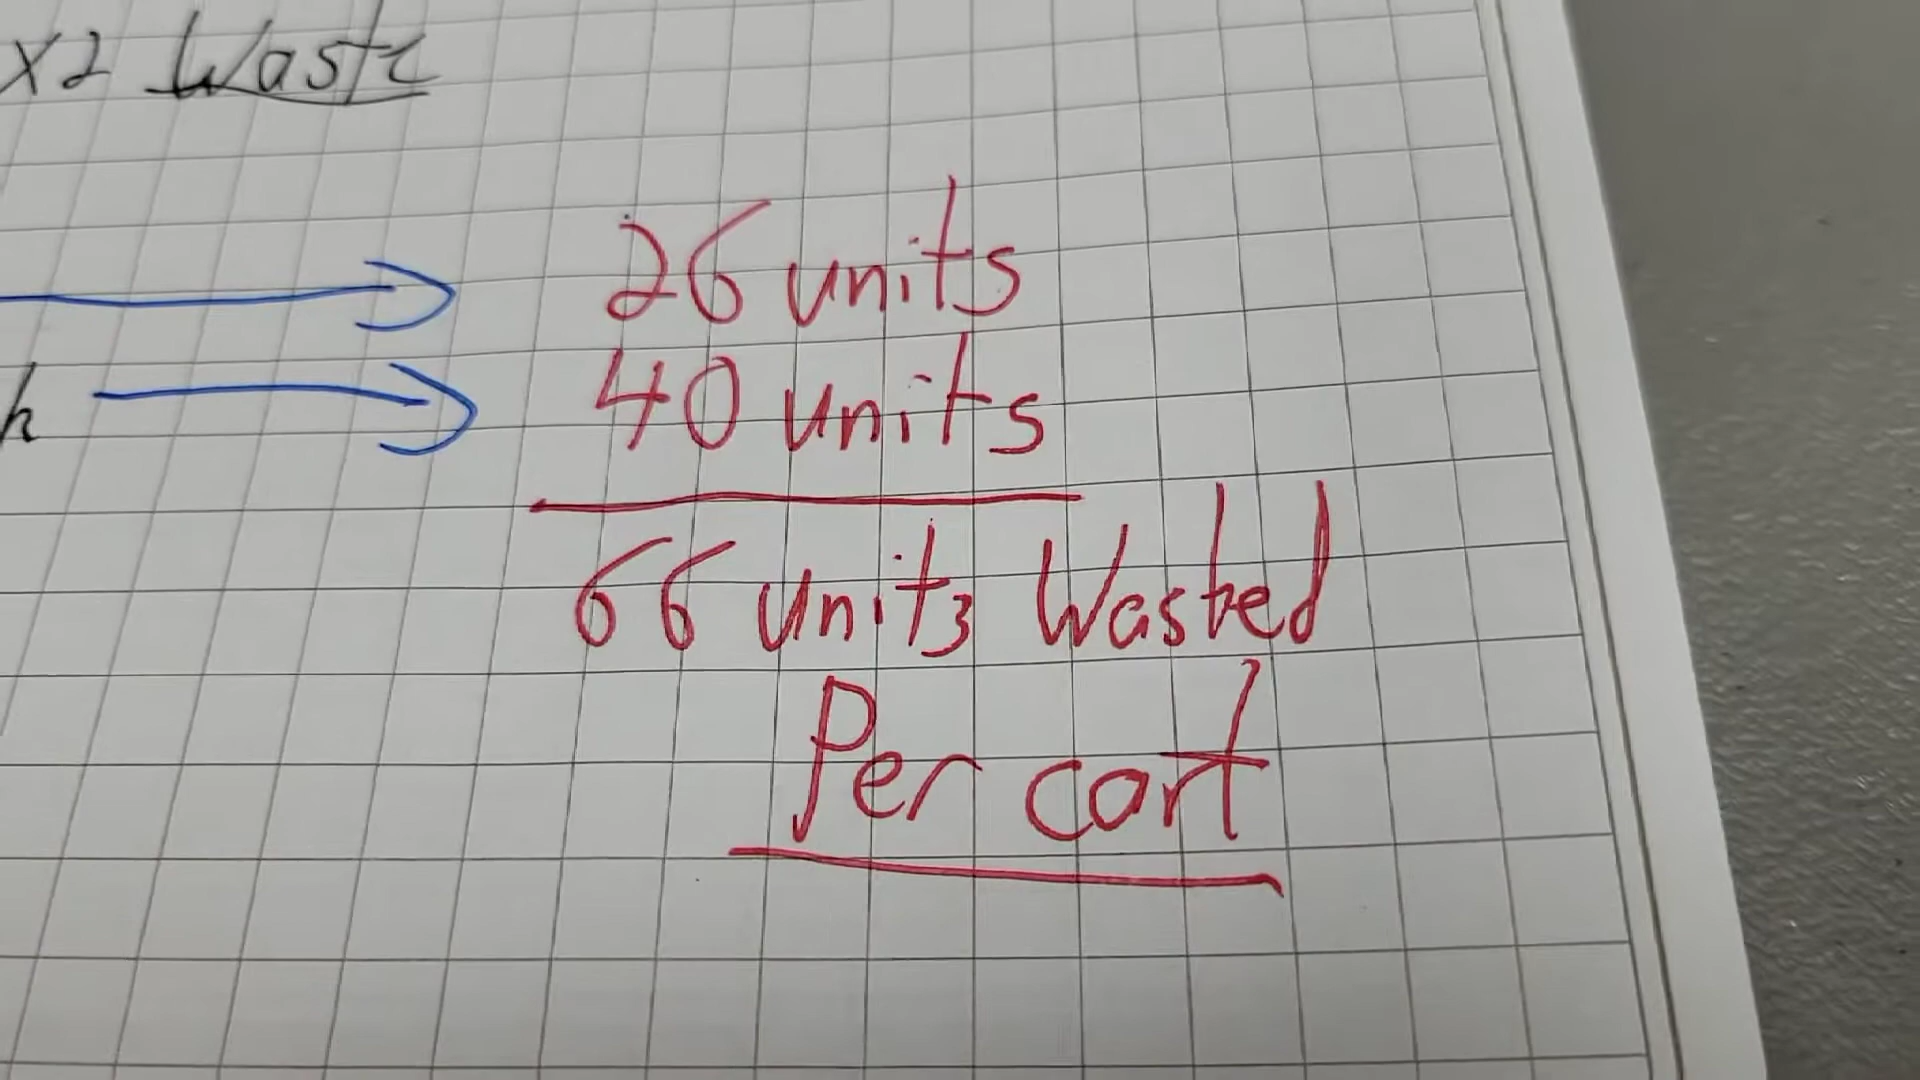 x2 Waste
26 units
h 40 units
66 units Wasted
Per cart